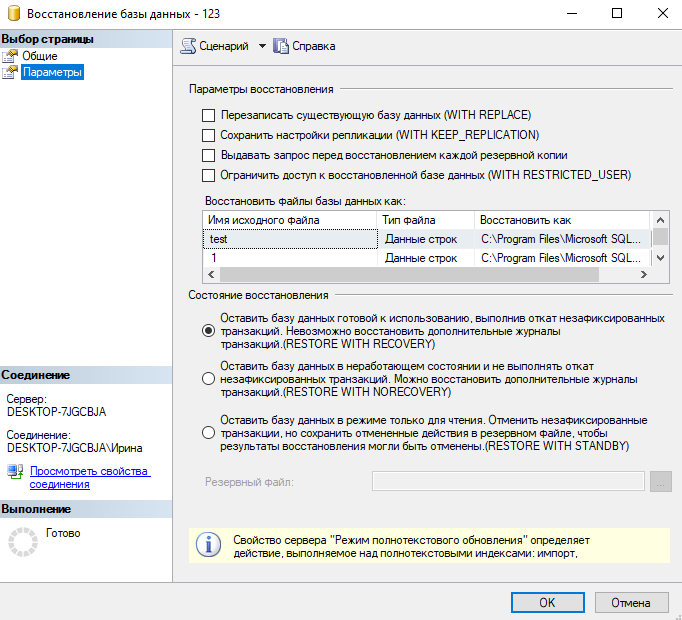 Восстановление базы данных - 123
Выбор страницы
Общие
Параметры
Сценарий
Справка
Параметры восстановления
Перезаписать существующую базу данных (WITH REPLACE)
Сохранить настройки репликации (WITH KEEP_REPLICATION)
Выдавать запрос перед восстановлением каждой резервной копии
Ограничить доступ к восстановленной базе данных (WITH RESTRICTED_USER)
Восстановить файлы базы данных как:
Имя исходного файла Тип файла Восстановить как
test Данные строк C:\Program Files\Microsoft SQL...
1 Данные строк C:\Program Files\Microsoft SQL...
Состояние восстановления
Оставить базу данных готовой к использованию, выполнив откат незафиксированных
транзакций. Невозможно восстановить дополнительные журналы
транзакций.(RESTORE WITH RECOVERY)
Оставить базу данных в неработающем состоянии и не выполнять откат
незафиксированных транзакций. Можно восстановить дополнительные журналы
транзакций.(RESTORE WITH NORECOVERY)
Оставить базу данных в режиме только для чтения. Отменить незафиксированные
транзакции, но сохранить отмененные действия в резервном файле, чтобы
результаты восстановления могли быть отменены.(RESTORE WITH STANDBY)
Резервный файл:
...
Соединение
Сервер:
DESKTOP-7JGCBJA
Соединение:
DESKTOP-7JGCBJA\Ирина
Просмотреть свойства
соединения
Выполнение
Готово
Свойство сервера "Режим полнотекстового обновления" определяет
действие, выполняемое над полнотекстовыми индексами: импорт,
OK
Отмена